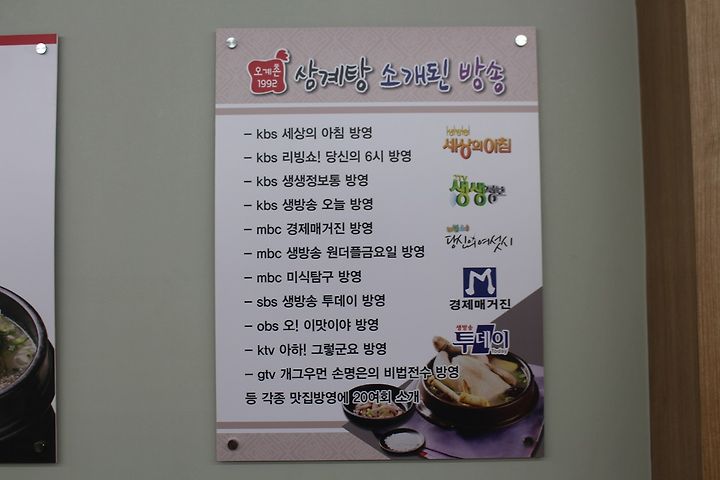 오계촌
1992
삼계탕 소개된 방송
– kbs 세상의 아침 방영
– kbs 리빙쇼! 당신의 6시 방영
– kbs 생생정보통 방영
– kbs 생방송 오늘 방영
– mbc 경제매거진 방영
– mbc 생방송 원더풀금요일 방영
– mbc 미식탐구 방영
– sbs 생방송 투데이 방영
– obs 오! 이맛이야 방영
– ktv 아하! 그렇군요 방영
– gtv 개그우먼 손명은의 비법전수 방영
등 각종 맛집방영에 20여회 소개
세상의 아침
생생정보
당신의 여섯시
M
경제매거진
생방송
투데이
Today